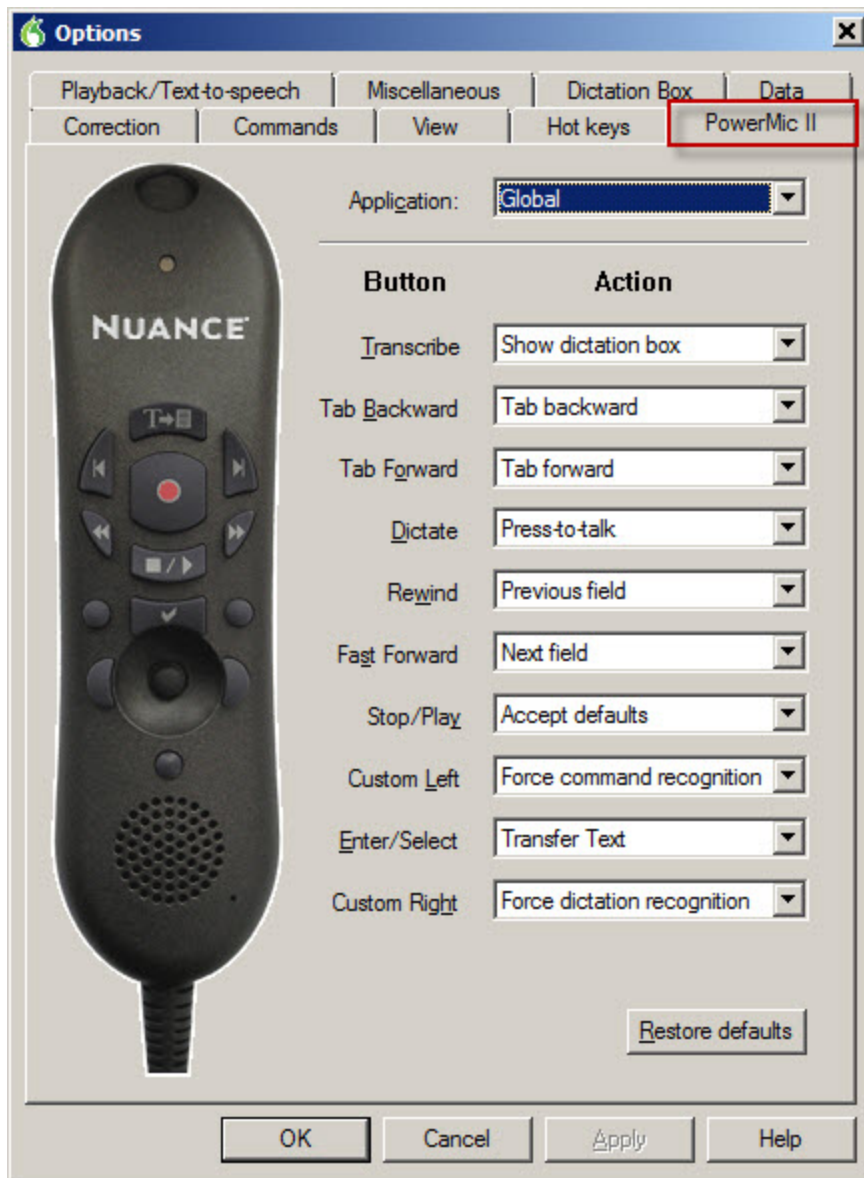 Options
Playback/Text-to-speech Miscellaneous Dictation Box Data
Correction Commands View Hot keys PowerMic II
Application: Global
NUANCE
Button Action
Transcribe Show dictation box
Tab Backward Tab backward
Tab Forward Tab forward
Dictate Press-to-talk
Rewind Previous field
Fast Forward Next field
Stop/Play Accept defaults
Custom Left Force command recognition
Enter/Select Transfer Text
Custom Right Force dictation recognition
Restore defaults
OK Cancel Apply Help